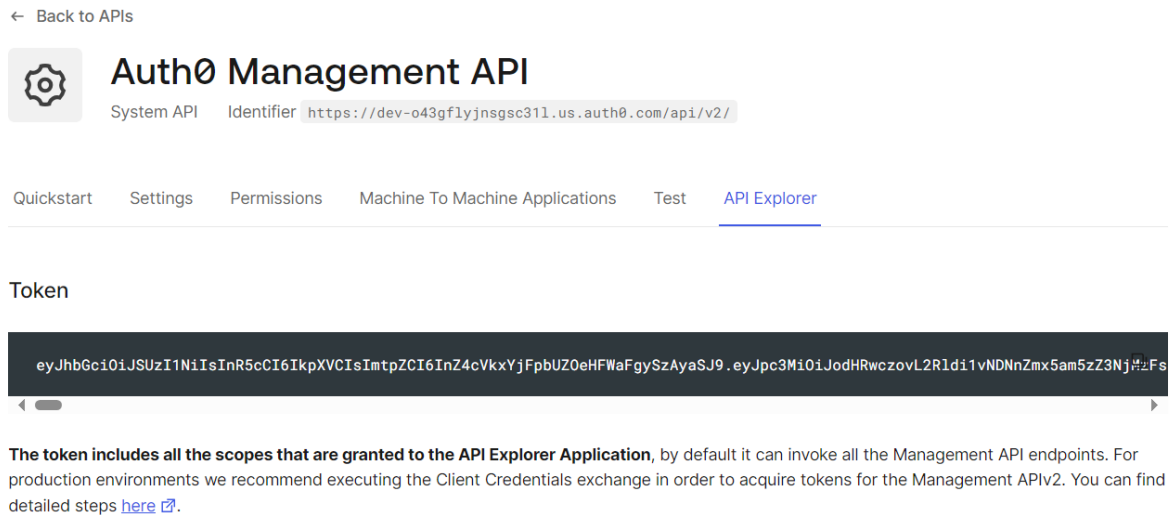 ← Back to APIs
Auth0 Management API
System API Identifier https://dev-o43gflyjnsgsc31l.us.auth0.com/api/v2/
Quickstart Settings Permissions Machine To Machine Applications Test API Explorer
Token
The token includes all the scopes that are granted to the API Explorer Application, by default it can invoke all the Management API endpoints. For
production environments we recommend executing the Client Credentials exchange in order to acquire tokens for the Management APIv2. You can find
detailed steps here.